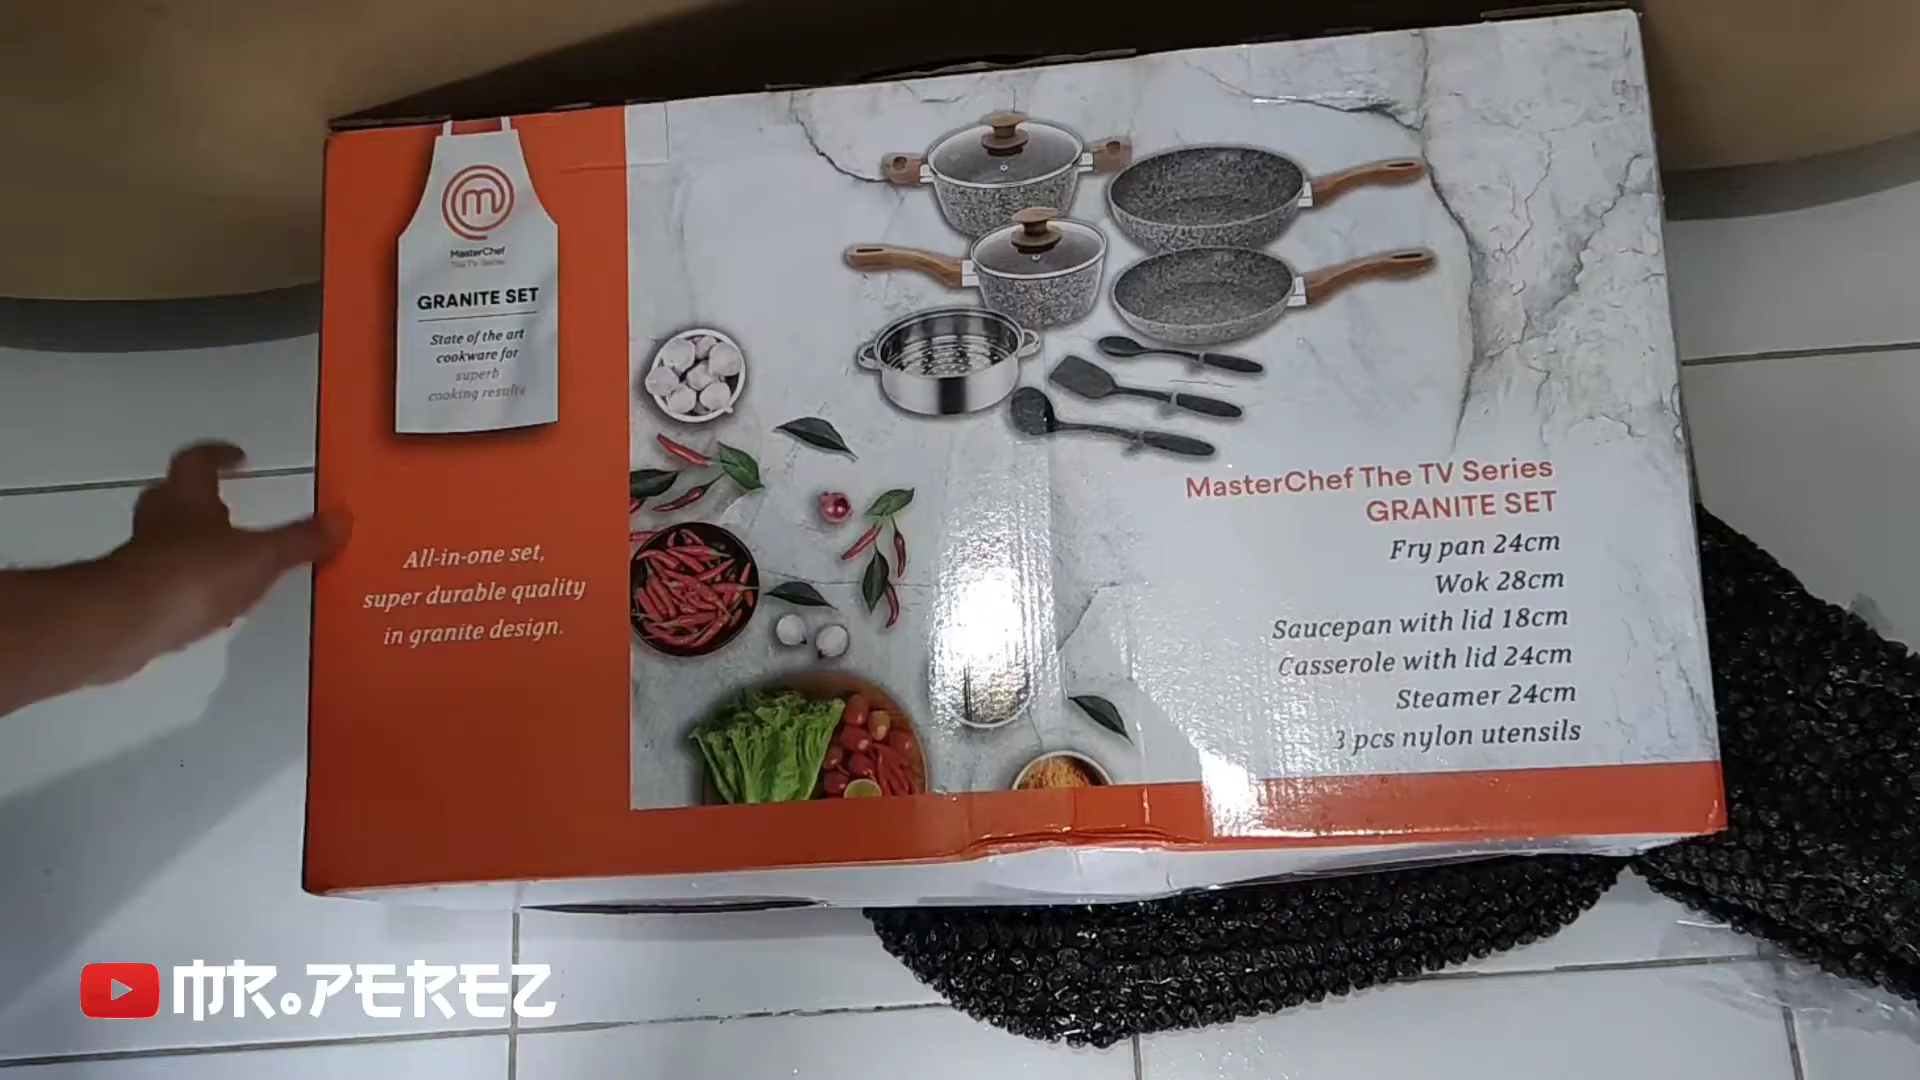 MasterChef
The TV Series
GRANITE SET
State of the art
cookware for
superb
cooking results
All-in-one set,
super durable quality
in granite design.
MasterChef The TV Series
GRANITE SET
Fry pan 24cm
Wok 28cm
Saucepan with lid 18cm
Casserole with lid 24cm
Steamer 24cm
3 pcs nylon utensils
MR.PEREZ